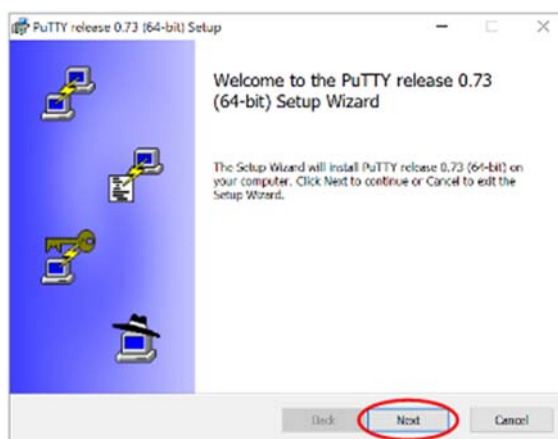 PuTTY release 0.73 (64-bit) Setup
Welcome to the PuTTY release 0.73
(64-bit) Setup Wizard
The Setup Wizard will install PuTTY release 0.73 (64-bit) on
your computer. Click Next to continue or Cancel to exit the
Setup Wizard.
Back Next Cancel